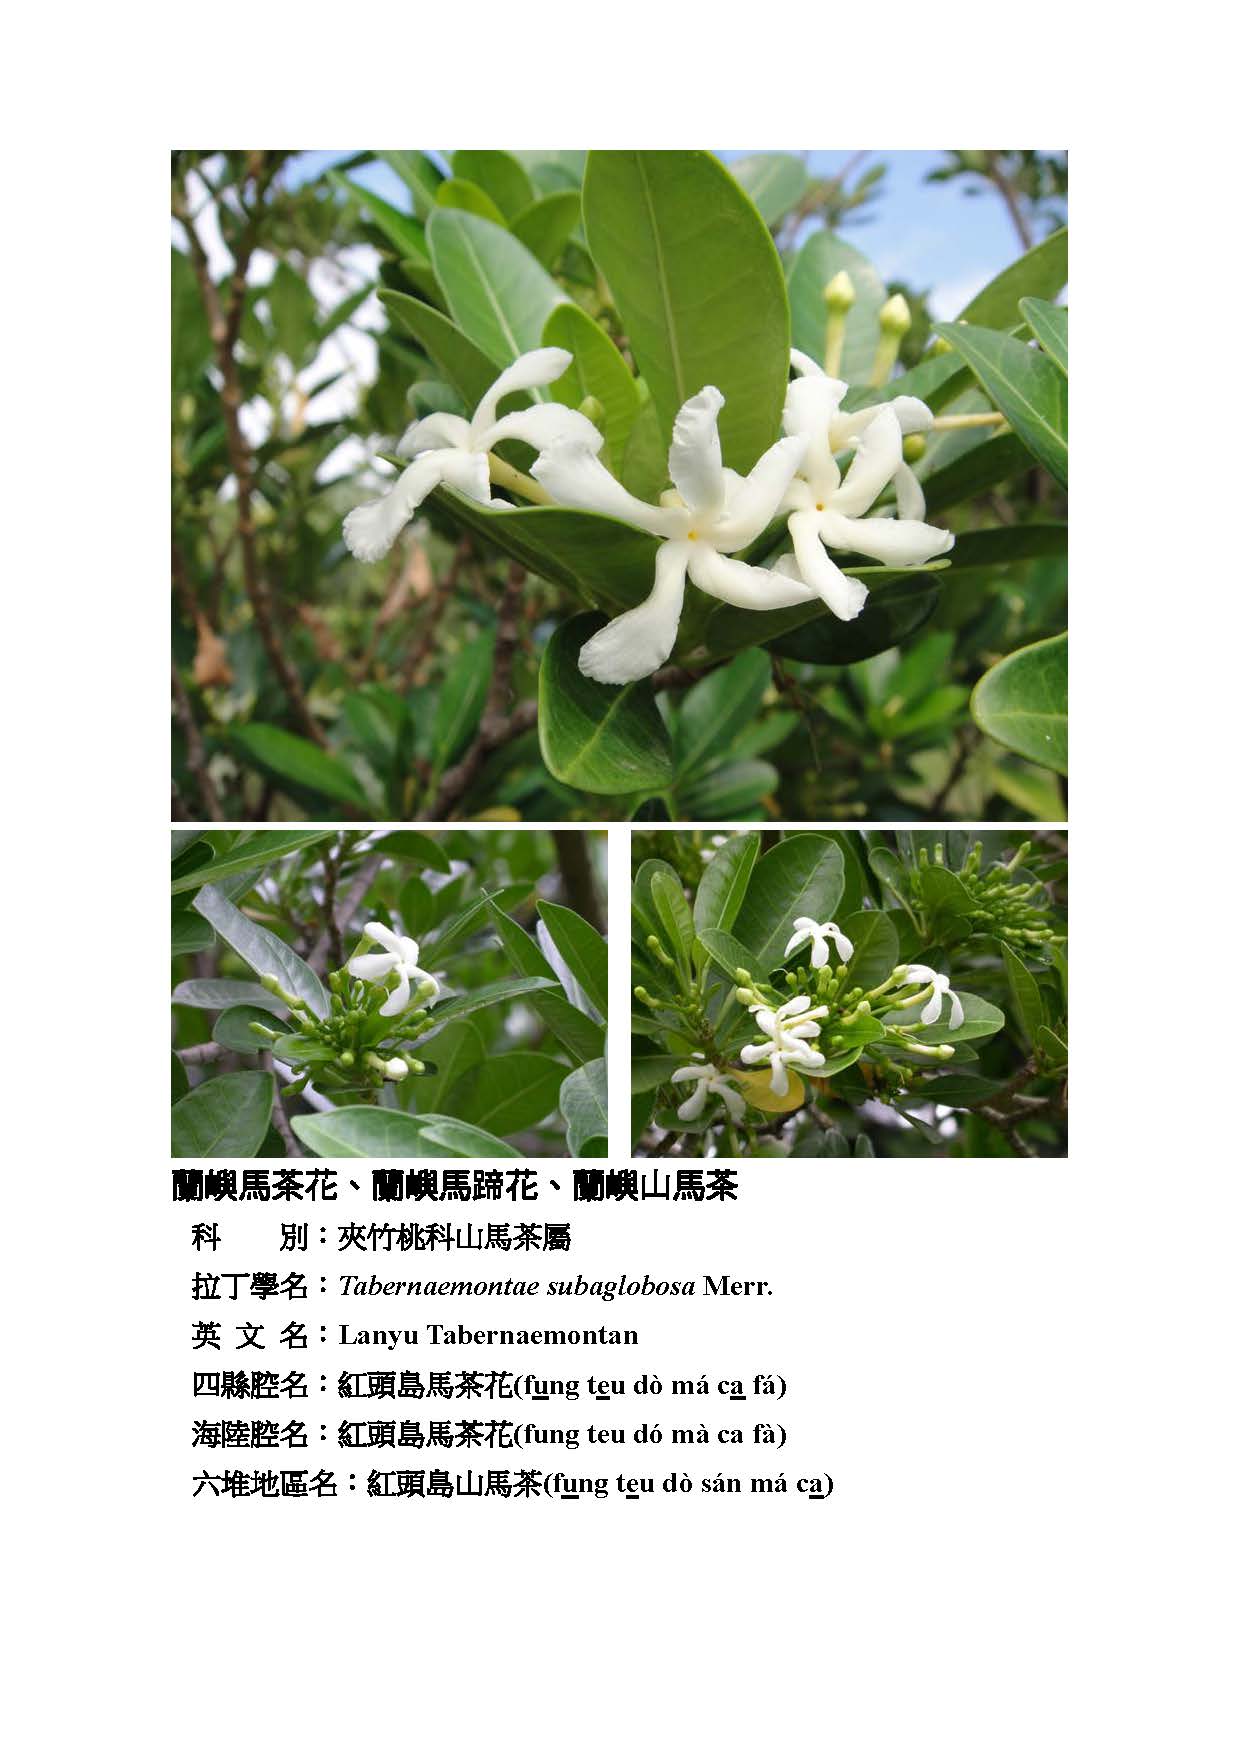 蘭嶼馬茶花、蘭嶼馬蹄花、蘭嶼山馬茶
科　　別：夾竹桃科山馬茶屬
拉丁學名：Tabernaemontae subaglobosa Merr.
英 文 名：Lanyu Tabernaemontan
四縣腔名：紅頭島馬茶花(fung teu dò má ca fá)
海陸腔名：紅頭島馬茶花(fung teu dó mà ca fà)
六堆地區名：紅頭島山馬茶(fung teu dò sán má ca)